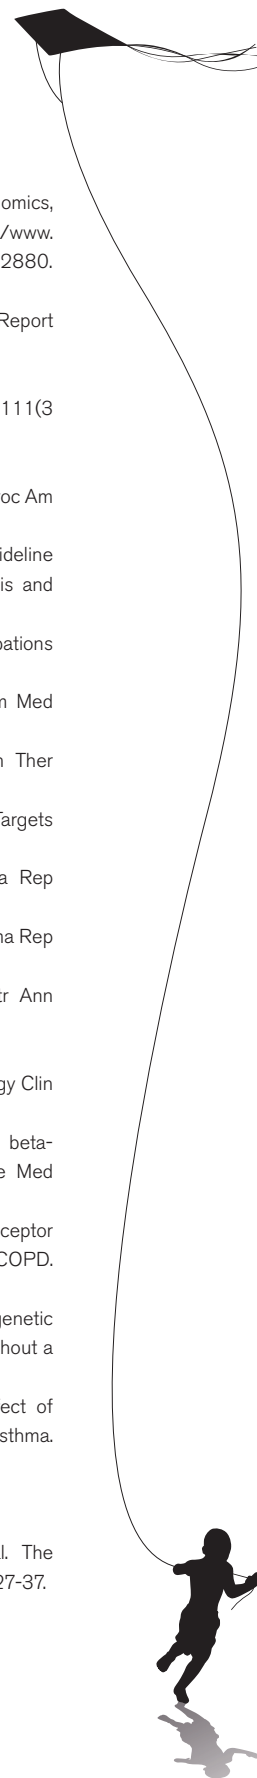 omics,
/www.
2880.
Report
111(3
oc Am
ideline
is and
pations
n Med
n Ther
Targets
a Rep
na Rep
tr Ann
gy Clin
beta-
e Med
ceptor
COPD.
genetic
hout a
ect of
sthma.
l. The
27-37.